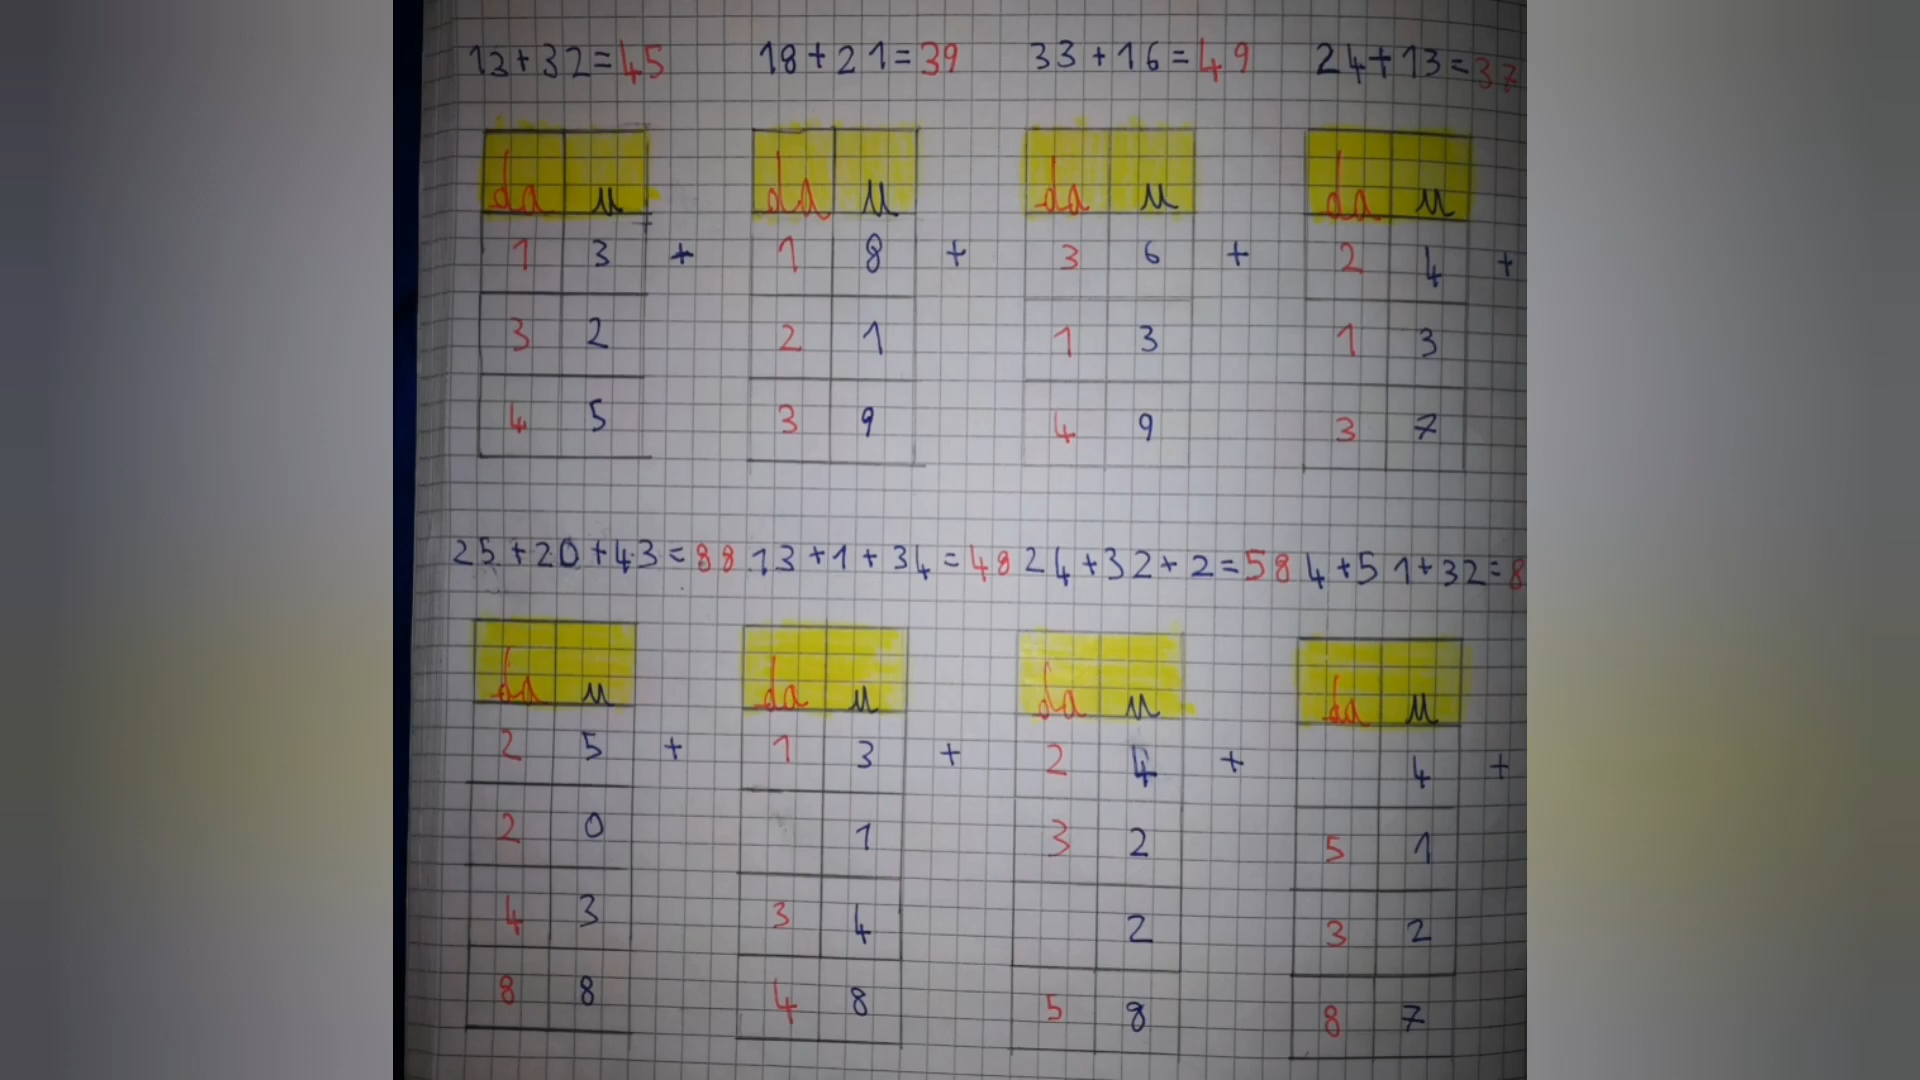 13+32=45 18+21=39 33+16=49 24+13=37
da u da u da u da u
1 3 + 1 8 + 3 6 + 2 4 +
3 2 2 1 1 3 1 3
4 5 3 9 4 9 3 7
25+20+43=88 13+1+34=48 24+32+2=58 4+51+32=8
da u da u da u da u
2 5 + 1 3 + 2 4 + 4 +
2 0 1 3 2 5 1
4 3 3 4 2 3 2
8 8 4 8 5 8 8 7